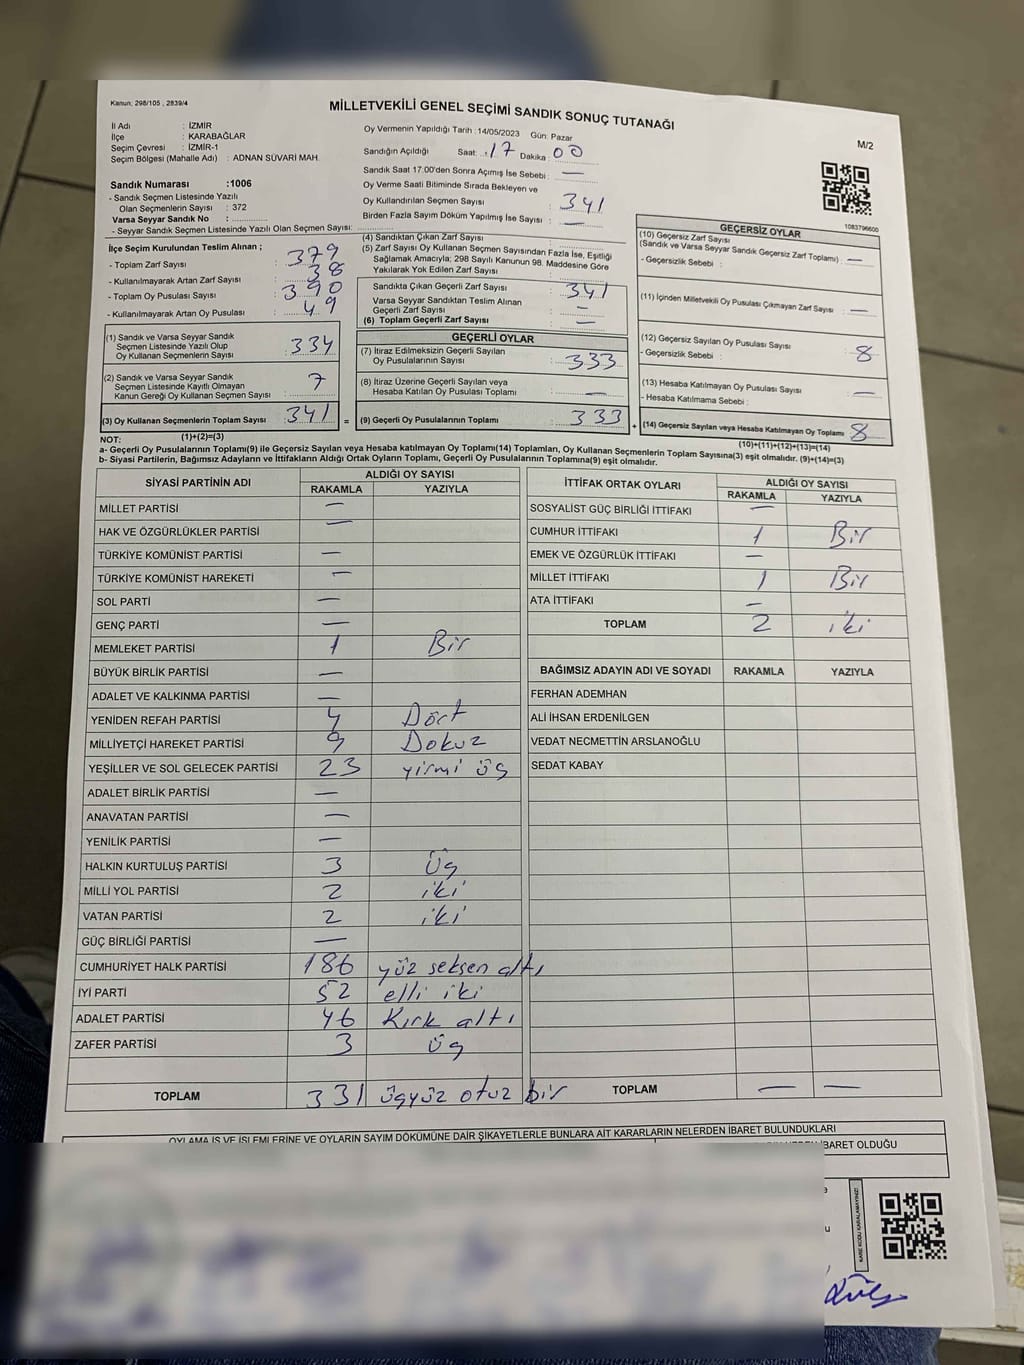 Kanun: 298/105 , 2839/4
MİLLETVEKİLİ GENEL SEÇİMİ SANDIK SONUÇ TUTANAĞI
M/2
İl Adı : İZMİR
İlçe : KARABAĞLAR
Seçim Çevresi : İZMİR-1
Seçim Bölgesi (Mahalle Adı) : ADNAN SÜVARİ MAH.
Sandık Numarası :1006
- Sandık Seçmen Listesinde Yazılı
Olan Seçmenlerin Sayısı : 372
Varsa Seyyar Sandık No :
- Seyyar Sandık Seçmen Listesinde Yazılı Olan Seçmen Sayısı:
Oy Vermenin Yapıldığı Tarih : 14/05/2023 Gün: Pazar
Sandığın Açıldığı Saat: 17 Dakika : 00
Sandık Saat 17:00'den Sonra Açılmış İse Sebebi : —
Oy Verme Saati Bitiminde Sırada Bekleyen ve
Oy Kullandırılan Seçmen Sayısı : 341
Birden Fazla Sayım Döküm Yapılmış İse Sayısı : —
1083796600
İlçe Seçim Kurulundan Teslim Alınan ;
- Toplam Zarf Sayısı : 379
- Kullanılmayarak Artan Zarf Sayısı : 38
- Toplam Oy Pusulası Sayısı : 390
- Kullanılmayarak Artan Oy Pusulası : 49
(1) Sandık ve Varsa Seyyar Sandık
Seçmen Listesinde Yazılı Olup
Oy Kullanan Seçmenlerin Sayısı : 334
(2) Sandık ve Varsa Seyyar Sandık
Seçmen Listesinde Kayıtlı Olmayan
Kanun Gereği Oy Kullanan Seçmen Sayısı : 7
(3) Oy Kullanan Seçmenlerin Toplam Sayısı : 341 =
(1)+(2)=(3)
(4) Sandıktan Çıkan Zarf Sayısı :
(5) Zarf Sayısı Oy Kullanan Seçmen Sayısından Fazla İse, Eşitliği
Sağlamak Amacıyla; 298 Sayılı Kanunun 98. Maddesine Göre
Yakılarak Yok Edilen Zarf Sayısı :
Sandıkta Çıkan Geçerli Zarf Sayısı : 341
Varsa Seyyar Sandıktan Teslim Alınan
Geçerli Zarf Sayısı : —
(6) Toplam Geçerli Zarf Sayısı : —
GEÇERLİ OYLAR
(7) İtiraz Edilmeksizin Geçerli Sayılan
Oy Pusulalarının Sayısı : 333
(8) İtiraz Üzerine Geçerli Sayılan veya
Hesaba Katılan Oy Pusulası Toplamı : —
(9) Geçerli Oy Pusulalarının Toplamı : 333 +
GEÇERSİZ OYLAR
(10) Geçersiz Zarf Sayısı
(Sandık ve Varsa Seyyar Sandık Geçersiz Zarf Toplamı) : —
- Geçersizlik Sebebi :
(11) İçinden Milletvekili Oy Pusulası Çıkmayan Zarf Sayısı : —
(12) Geçersiz Sayılan Oy Pusulası Sayısı : 8
- Geçersizlik Sebebi :
(13) Hesaba Katılmayan Oy Pusulası Sayısı : —
- Hesaba Katılmama Sebebi :
(14) Geçersiz Sayılan veya Hesaba Katılmayan Oy Toplamı : 8
(10)+(11)+(12)+(13)=(14)
NOT:
a- Geçerli Oy Pusulalarının Toplamı(9) ile Geçersiz Sayılan veya Hesaba katılmayan Oy Toplamı(14) Toplamları, Oy Kullanan Seçmenlerin Toplam Sayısına(3) eşit olmalıdır. (9)+(14)=(3)
b- Siyasi Partilerin, Bağımsız Adayların ve İttifakların Aldığı Ortak Oyların Toplamı, Geçerli Oy Pusulalarının Toplamına(9) eşit olmalıdır.
SİYASİ PARTİNİN ADI ALDIĞI OY SAYISI
RAKAMLA YAZIYLA
MİLLET PARTİSİ —
HAK VE ÖZGÜRLÜKLER PARTİSİ —
TÜRKİYE KOMÜNİST PARTİSİ —
TÜRKİYE KOMÜNİST HAREKETİ —
SOL PARTİ —
GENÇ PARTİ —
MEMLEKET PARTİSİ 1 Bir
BÜYÜK BİRLİK PARTİSİ —
ADALET VE KALKINMA PARTİSİ —
YENİDEN REFAH PARTİSİ 4 Dört
MİLLİYETÇİ HAREKET PARTİSİ 9 Dokuz
YEŞİLLER VE SOL GELECEK PARTİSİ 23 yirmi üç
ADALET BİRLİK PARTİSİ —
ANAVATAN PARTİSİ —
YENİLİK PARTİSİ —
HALKIN KURTULUŞ PARTİSİ 3 Üç
MİLLİ YOL PARTİSİ 2 iki
VATAN PARTİSİ 2 iki
GÜÇ BİRLİĞİ PARTİSİ —
CUMHURİYET HALK PARTİSİ 186 yüz seksen altı
İYİ PARTİ 52 elli iki
ADALET PARTİSİ 46 Kırk altı
ZAFER PARTİSİ 3 üç
TOPLAM 331 üçyüz otuz bir
İTTİFAK ORTAK OYLARI ALDIĞI OY SAYISI
RAKAMLA YAZIYLA
SOSYALİST GÜÇ BİRLİĞİ İTTİFAKI —
CUMHUR İTTİFAKI 1 Bir
EMEK VE ÖZGÜRLÜK İTTİFAKI —
MİLLET İTTİFAKI 1 Bir
ATA İTTİFAKI —
TOPLAM 2 iki
BAĞIMSIZ ADAYIN ADI VE SOYADI RAKAMLA YAZIYLA
FERHAN ADEMHAN
ALİ İHSAN ERDENİLGEN
VEDAT NECMETTİN ARSLANOĞLU
SEDAT KABAY
TOPLAM — —
OYLAMA İŞ VE İŞLEMLERİNE VE OYLARIN SAYIM DÖKÜMÜNE DAİR ŞİKAYETLERLE BUNLARA AİT KARARLARIN NELERDEN İBARET BULUNDUKLARI
İBARET OLDUĞU
KARE KODU KARALAMAYINIZ!